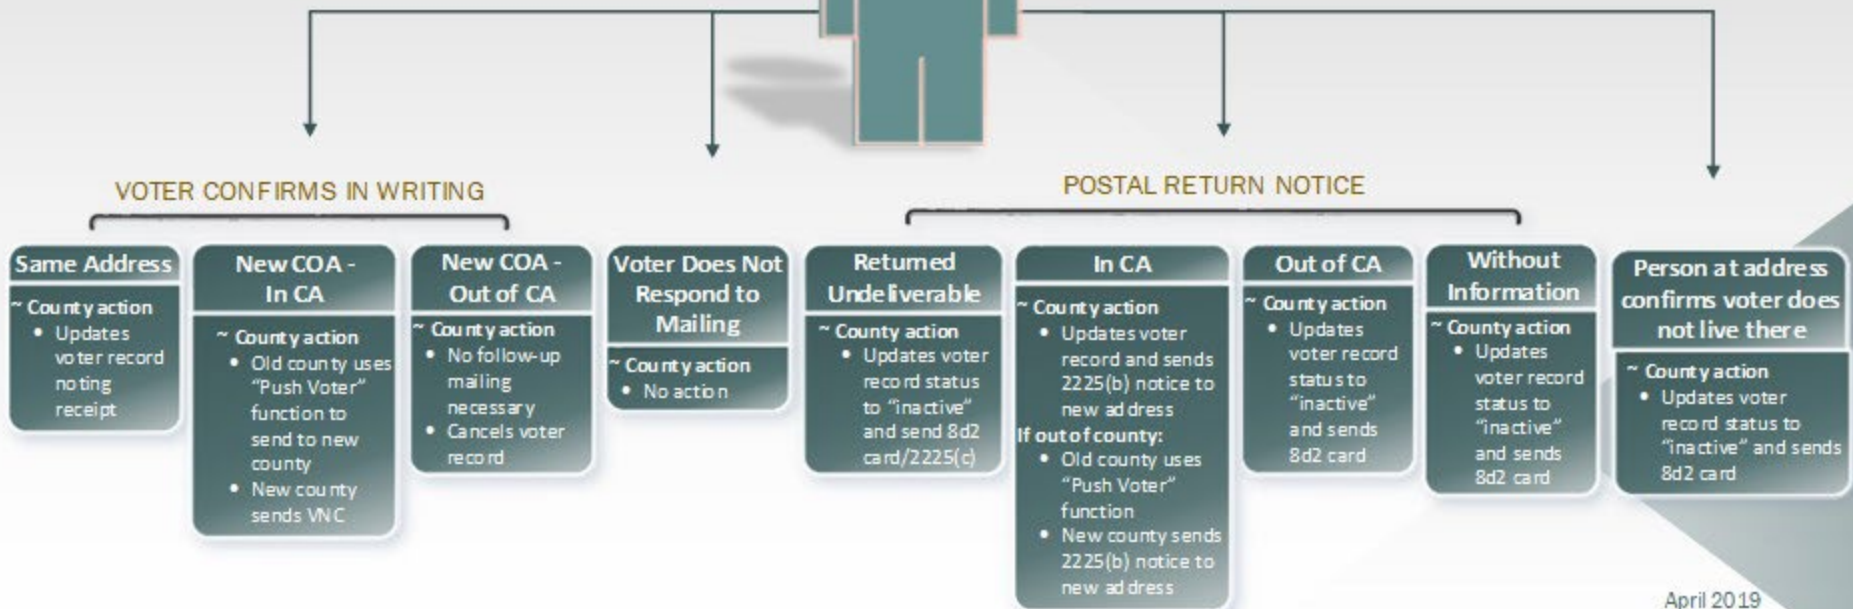 VOTER CONFIRMS IN WRITING
POSTAL RETURN NOTICE
Same Address
~ County action
• Updates
voter record
noting
receipt
New COA -
In CA
~ County action
• Old county uses
“Push Voter”
function to
send to new
county
• New county
sends VNC
New COA -
Out of CA
~ County action
• No follow-up
mailing
necessary
• Cancels voter
record
Voter Does Not
Respond to
Mailing
~ County action
• No action
Returned
Undeliverable
~ County action
• Updates voter
record status
to “inactive”
and send 8d2
card/2225(c)
In CA
~ County action
• Updates voter
record and sends
2225(b) notice to
new address
If out of county:
• Old county uses
“Push Voter”
function
• New county sends
2225(b) notice to
new address
Out of CA
~ County action
• Updates
voter record
status to
“inactive”
and sends
8d2 card
Without
Information
~ County action
• Updates
voter record
status to
“inactive”
and sends
8d2 card
Person at address
confirms voter does
not live there
~ County action
• Updates voter
record status to
“inactive” and sends
8d2 card
April 2019